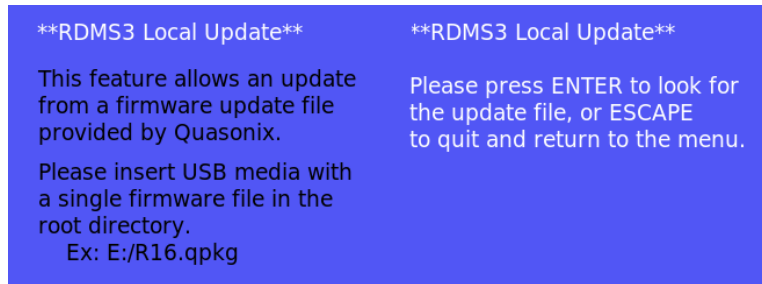 **RDMS3 Local Update**
This feature allows an update
from a firmware update file
provided by Quasonix.
Please insert USB media with
a single firmware file in the
root directory.
Ex: E:/R16.qpkg
**RDMS3 Local Update**
Please press ENTER to look for
the update file, or ESCAPE
to quit and return to the menu.